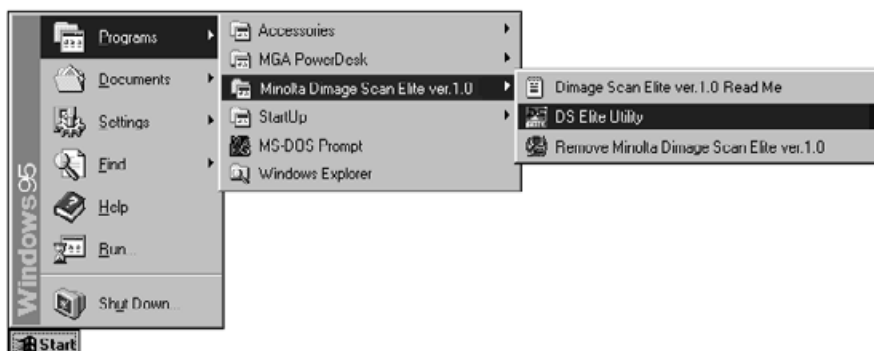 Programs
Documents
Settings
Find
Help
Run...
Shut Down...
Windows95
Start
Accessories
MGA PowerDesk
Minolta Dimage Scan Elite ver.1.0
StartUp
MS-DOS Prompt
Windows Explorer
Dimage Scan Elite ver.1.0 Read Me
DS Elite Utility
Remove Minolta Dimage Scan Elite ver.1.0